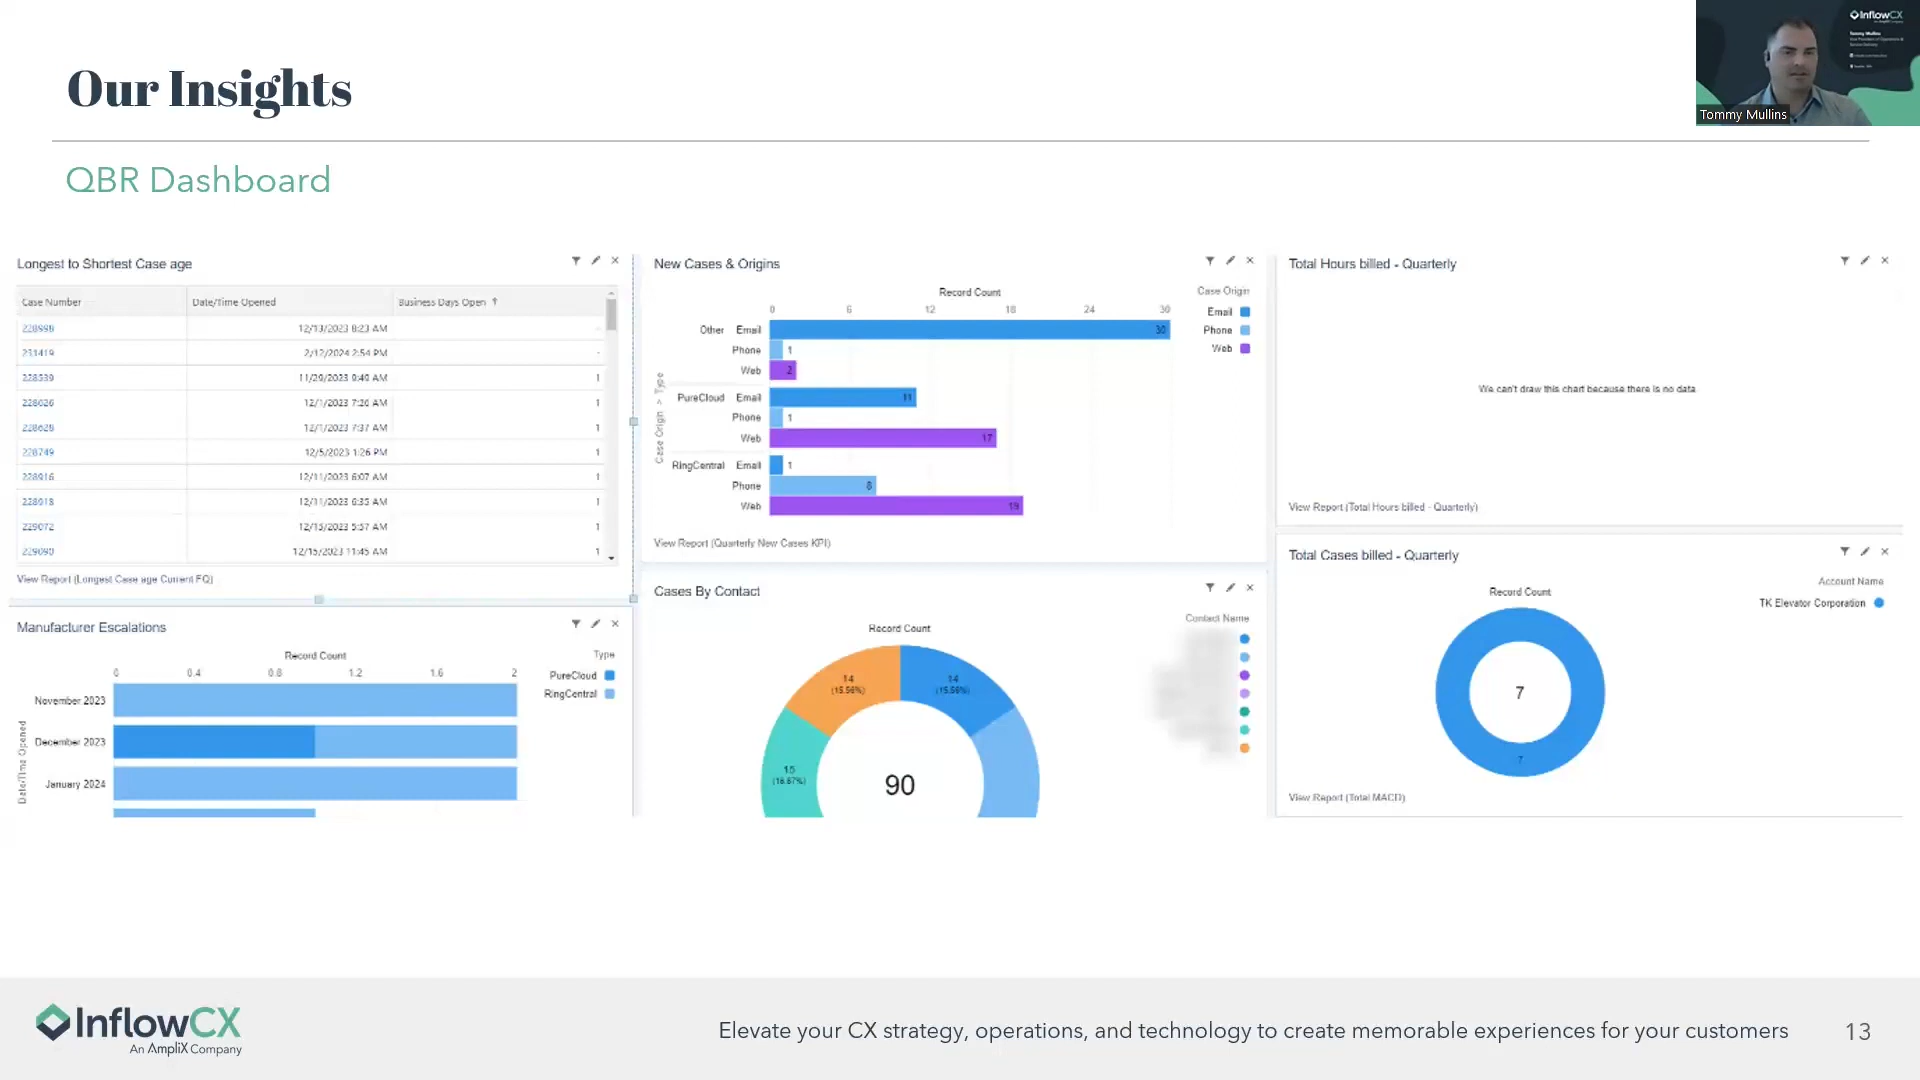 Our Insights
InflowCX
Tommy Mullins
Tommy Mullins
QBR Dashboard
Longest to Shortest Case age
Case Number Date/Time Opened Business Days Open ↑
228998 12/13/2023 8:23 AM -
231419 2/12/2024 2:54 PM -
228539 11/29/2023 9:49 AM 1
228626 12/1/2023 7:26 AM 1
228628 12/1/2023 7:37 AM 1
228749 12/5/2023 1:26 PM 1
228916 12/11/2023 6:07 AM 1
228918 12/11/2023 6:35 AM 1
229072 12/15/2023 5:57 AM 1
229090 12/15/2023 11:45 AM 1
View Report (Longest Case age Current FQ)
Manufacturer Escalations
Record Count
0 0.4 0.8 1.2 1.6 2
Type
PureCloud
RingCentral
Date/Time Opened
November 2023
December 2023
January 2024
New Cases & Origins
Record Count
0 6 12 18 24 30
Case Origin
Email
Phone
Web
Case Origin > Type
Other Email 30
Phone 1
Web 2
PureCloud Email 11
Phone 1
Web 17
RingCentral Email 1
Phone 8
Web 19
View Report (Quarterly New Cases KPI)
Cases By Contact
Record Count
Contact Name
14
(15.56%)
14
(15.56%)
15
(16.67%)
90
Total Hours billed - Quarterly
We can't draw this chart because there is no data
View Report (Total Hours billed - Quarterly)
Total Cases billed - Quarterly
Record Count
Account Name
TK Elevator Corporation
7
7
View Report (Total MACD)
InflowCX
An AmpliX Company
Elevate your CX strategy, operations, and technology to create memorable experiences for your customers
13